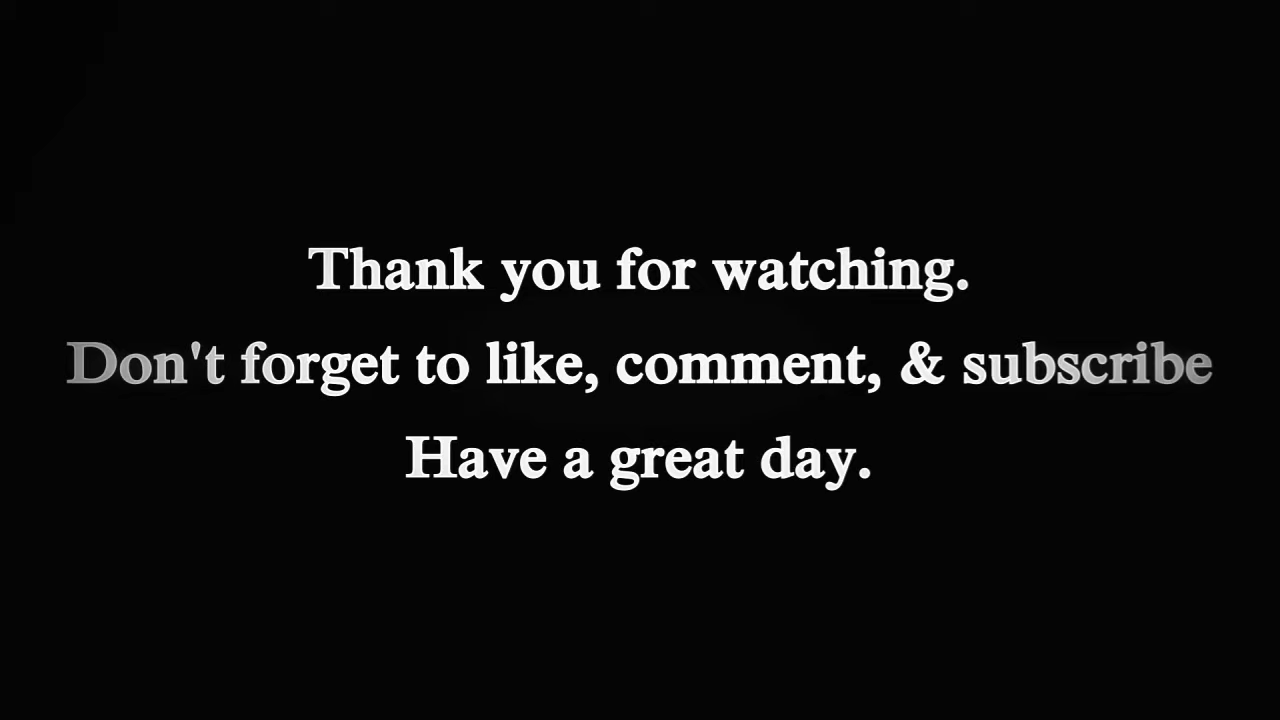 Thank you for watching.
Don't forget to like, comment, & subscribe
Have a great day.